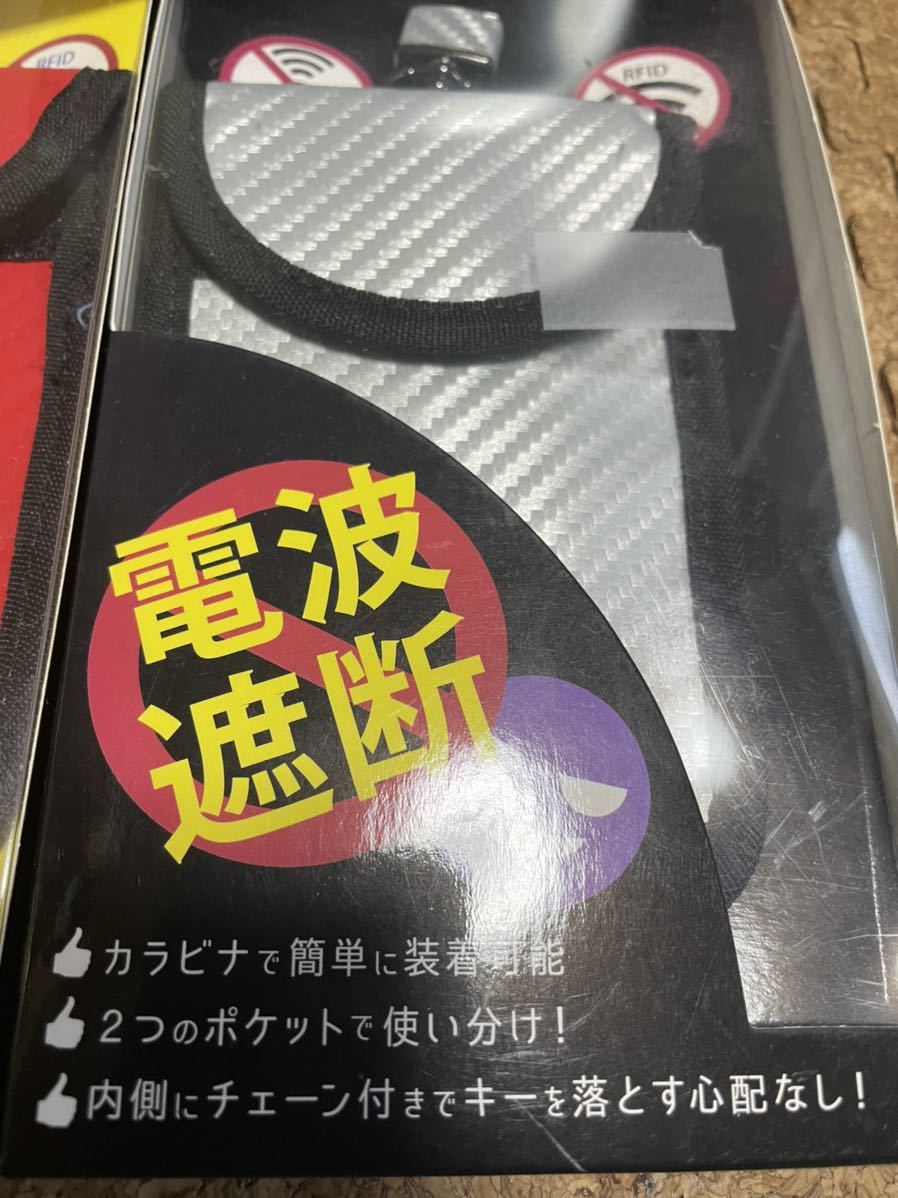 RFID
RFID
電波
遮断
カラビナで簡単に装着可能
2つのポケットで使い分け!
内側にチェーン付きでキーを落とす心配なし!